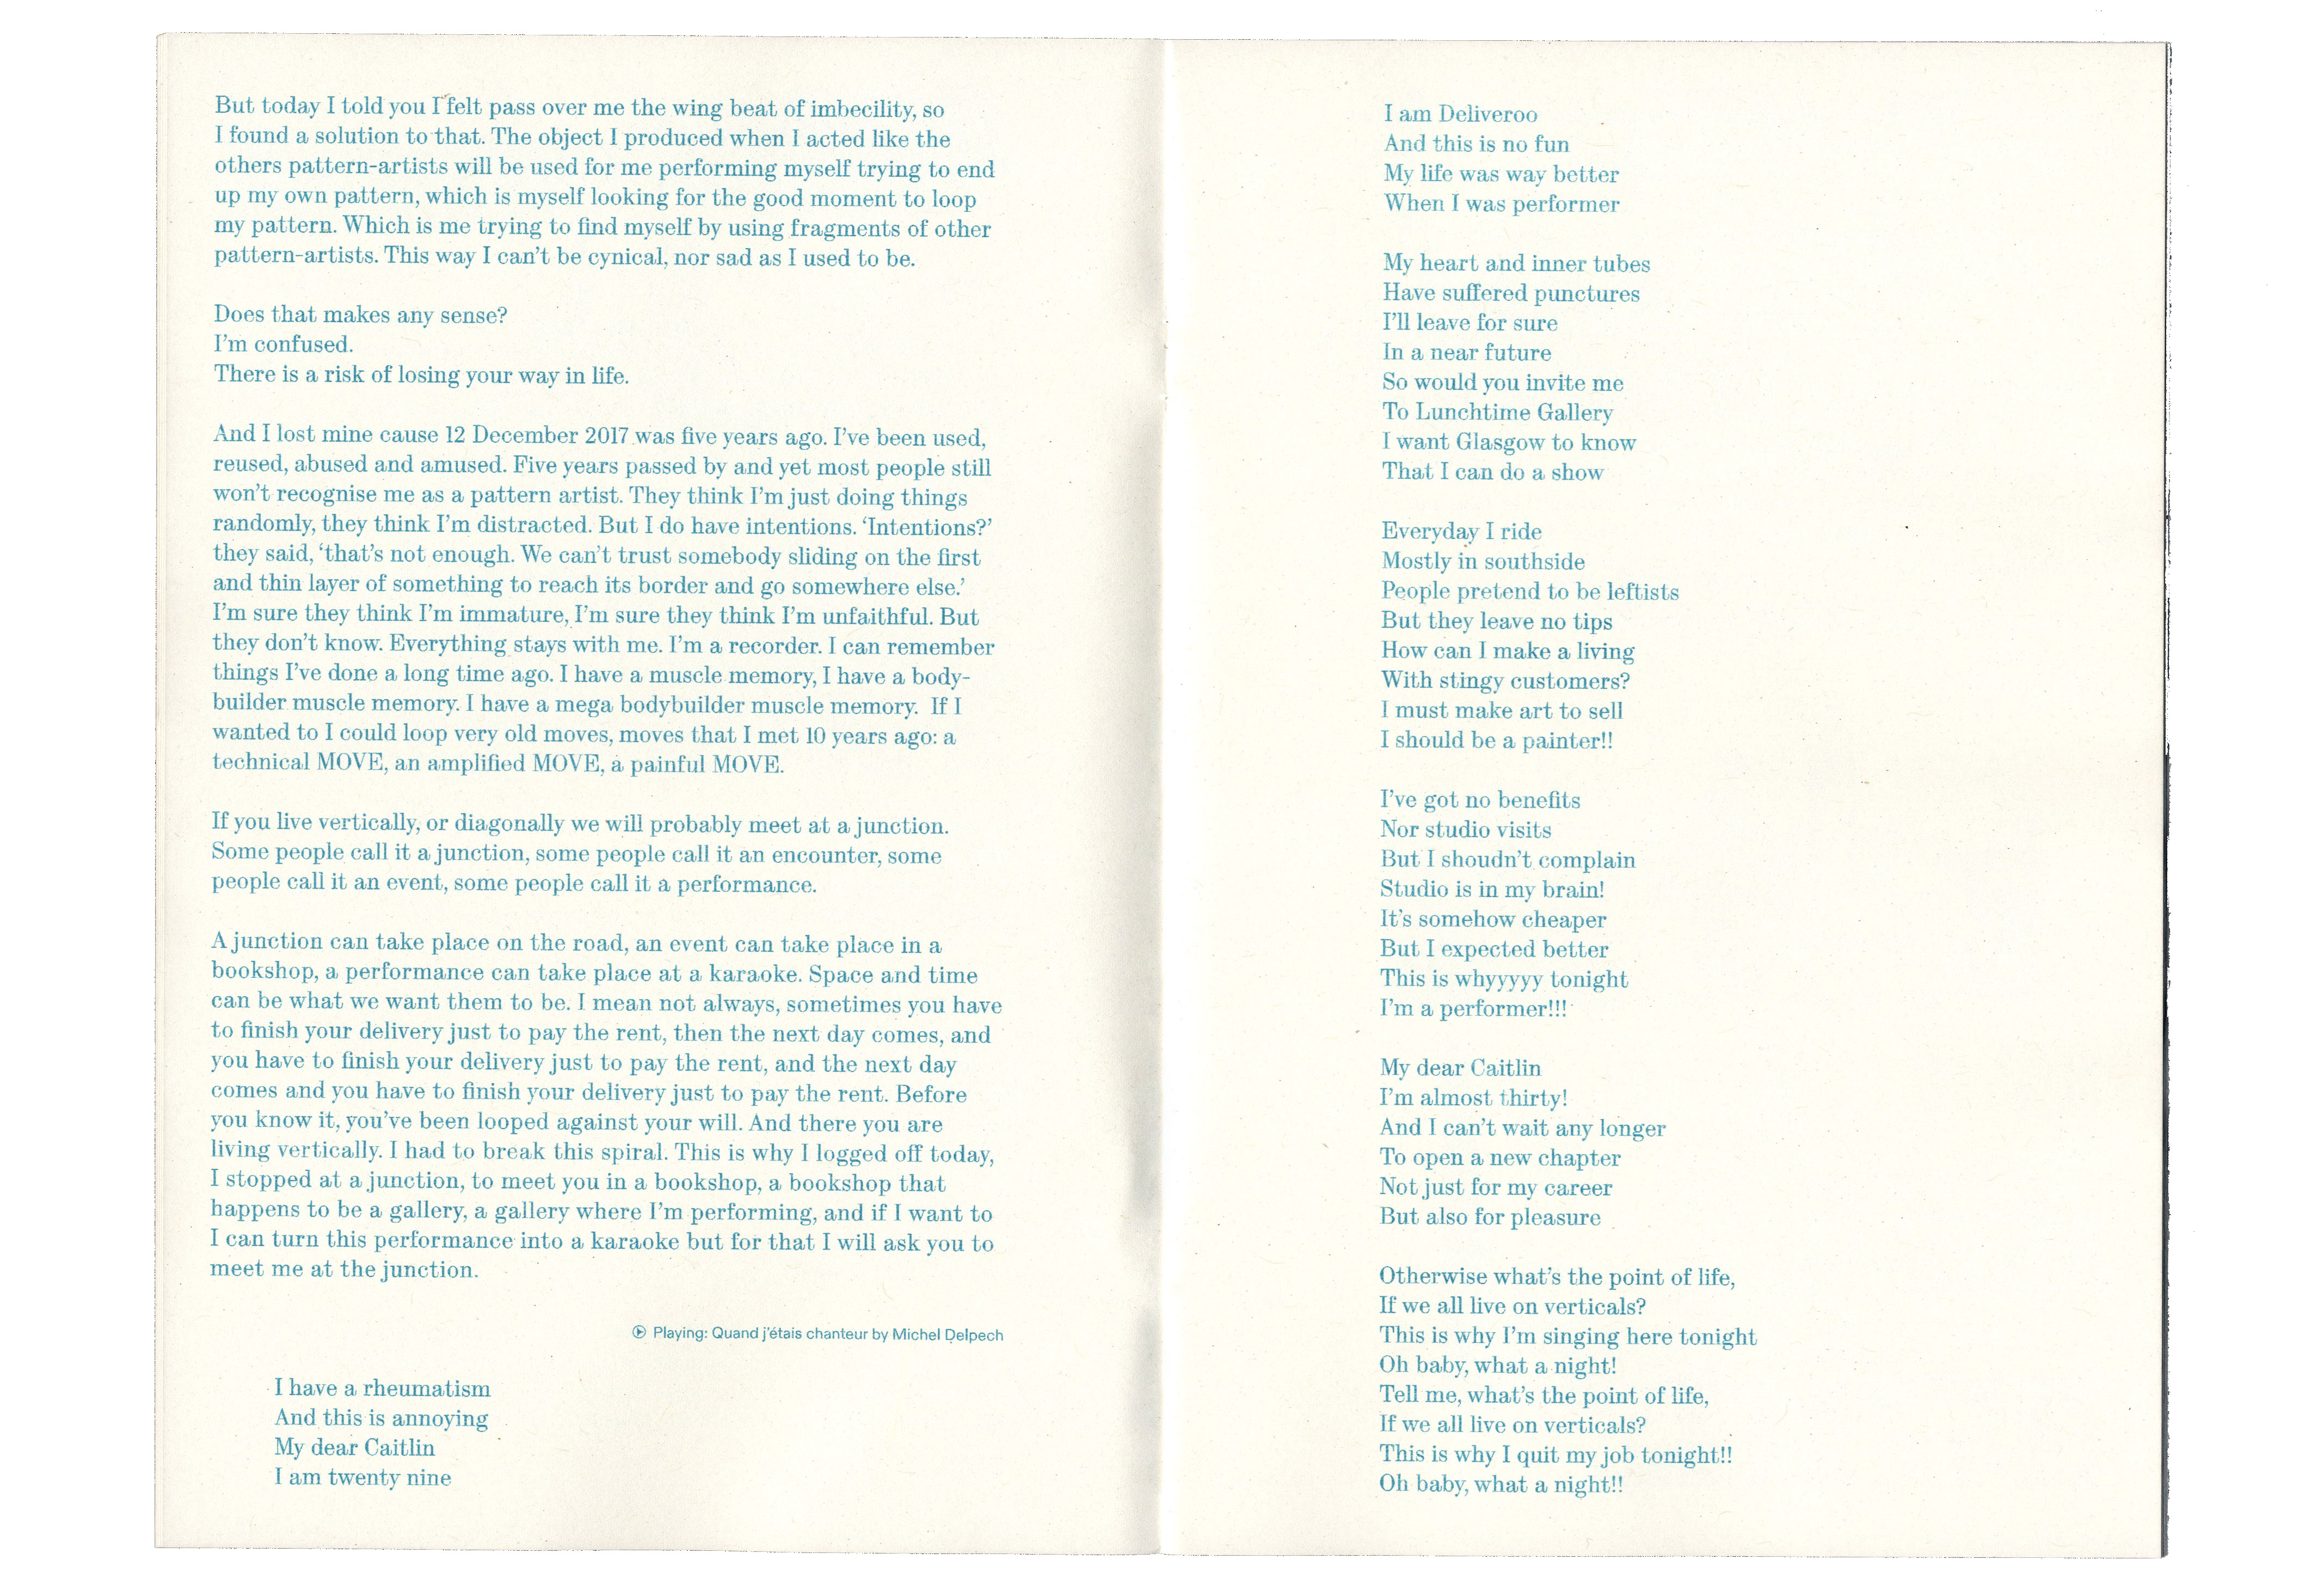 But today I told you I felt pass over me the wing beat of imbecility, so
I found a solution to that. The object I produced when I acted like the
others pattern-artists will be used for me performing myself trying to end
up my own pattern, which is myself looking for the good moment to loop
my pattern. Which is me trying to find myself by using fragments of other
pattern-artists. This way I can't be cynical, nor sad as I used to be.
Does that makes any sense?
I'm confused.
There is a risk of losing your way in life.
And I lost mine cause 12 December 2017 was five years ago. I've been used,
reused, abused and amused. Five years passed by and yet most people still
won't recognise me as a pattern artist. They think I'm just doing things
randomly, they think I'm distracted. But I do have intentions. 'Intentions?'
they said, 'that's not enough. We can't trust somebody sliding on the first
and thin layer of something to reach its border and go somewhere else.'
I'm sure they think I'm immature, I'm sure they think I'm unfaithful. But
they don't know. Everything stays with me. I'm a recorder. I can remember
things I've done a long time ago. I have a muscle memory, I have a body-
builder muscle memory. I have a mega bodybuilder muscle memory.  If I
wanted to I could loop very old moves, moves that I met 10 years ago: a
technical MOVE, an amplified MOVE, a painful MOVE.
If you live vertically, or diagonally we will probably meet at a junction.
Some people call it a junction, some people call it an encounter, some
people call it an event, some people call it a performance.
A junction can take place on the road, an event can take place in a
bookshop, a performance can take place at a karaoke. Space and time
can be what we want them to be. I mean not always, sometimes you have
to finish your delivery just to pay the rent, then the next day comes, and
you have to finish your delivery just to pay the rent, and the next day
comes and you have to finish your delivery just to pay the rent. Before
you know it, you've been looped against your will. And there you are
living vertically. I had to break this spiral. This is why I logged off today,
I stopped at a junction, to meet you in a bookshop, a bookshop that
happens to be a gallery, a gallery where I'm performing, and if I want to
I can turn this performance into a karaoke but for that I will ask you to
meet me at the junction.
Playing: Quand j'étais chanteur by Michel Delpech
I have a rheumatism
And this is annoying
My dear Caitlin
I am twenty nine
I am Deliveroo
And this is no fun
My life was way better
When I was performer
My heart and inner tubes
Have suffered punctures
I'll leave for sure
In a near future
So would you invite me
To Lunchtime Gallery
I want Glasgow to know
That I can do a show
Everyday I ride
Mostly in southside
People pretend to be leftists
But they leave no tips
How can I make a living
With stingy customers?
I must make art to sell
I should be a painter!!
I've got no benefits
Nor studio visits
But I shoudn't complain
Studio is in my brain!
It's somehow cheaper
But I expected better
This is whyyyyy tonight
I'm a performer!!!
My dear Caitlin
I'm almost thirty!
And I can't wait any longer
To open a new chapter
Not just for my career
But also for pleasure
Otherwise what's the point of life,
If we all live on verticals?
This is why I'm singing here tonight
Oh baby, what a night!
Tell me, what's the point of life,
If we all live on verticals?
This is why I quit my job tonight!!
Oh baby, what a night!!